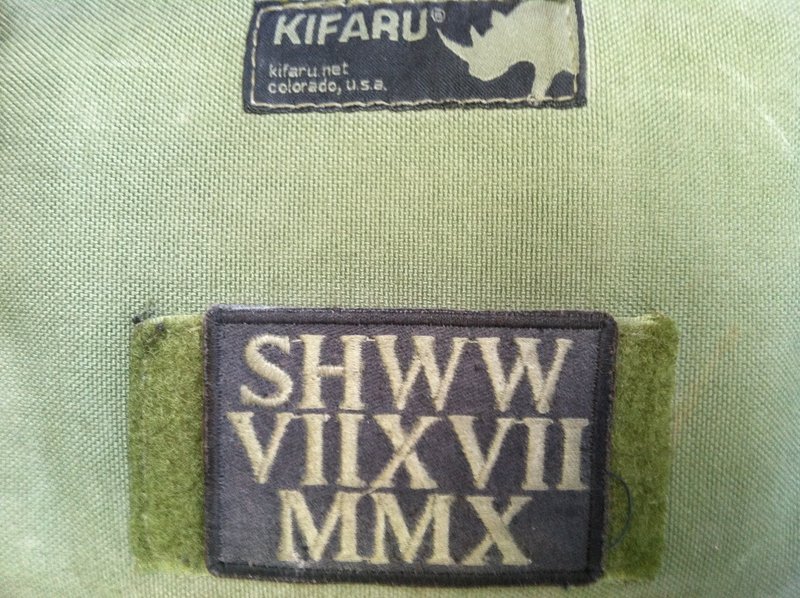 KIFARU®
kifaru.net
colorado, u.s.a.
SHWW
VIIXVII
MMX